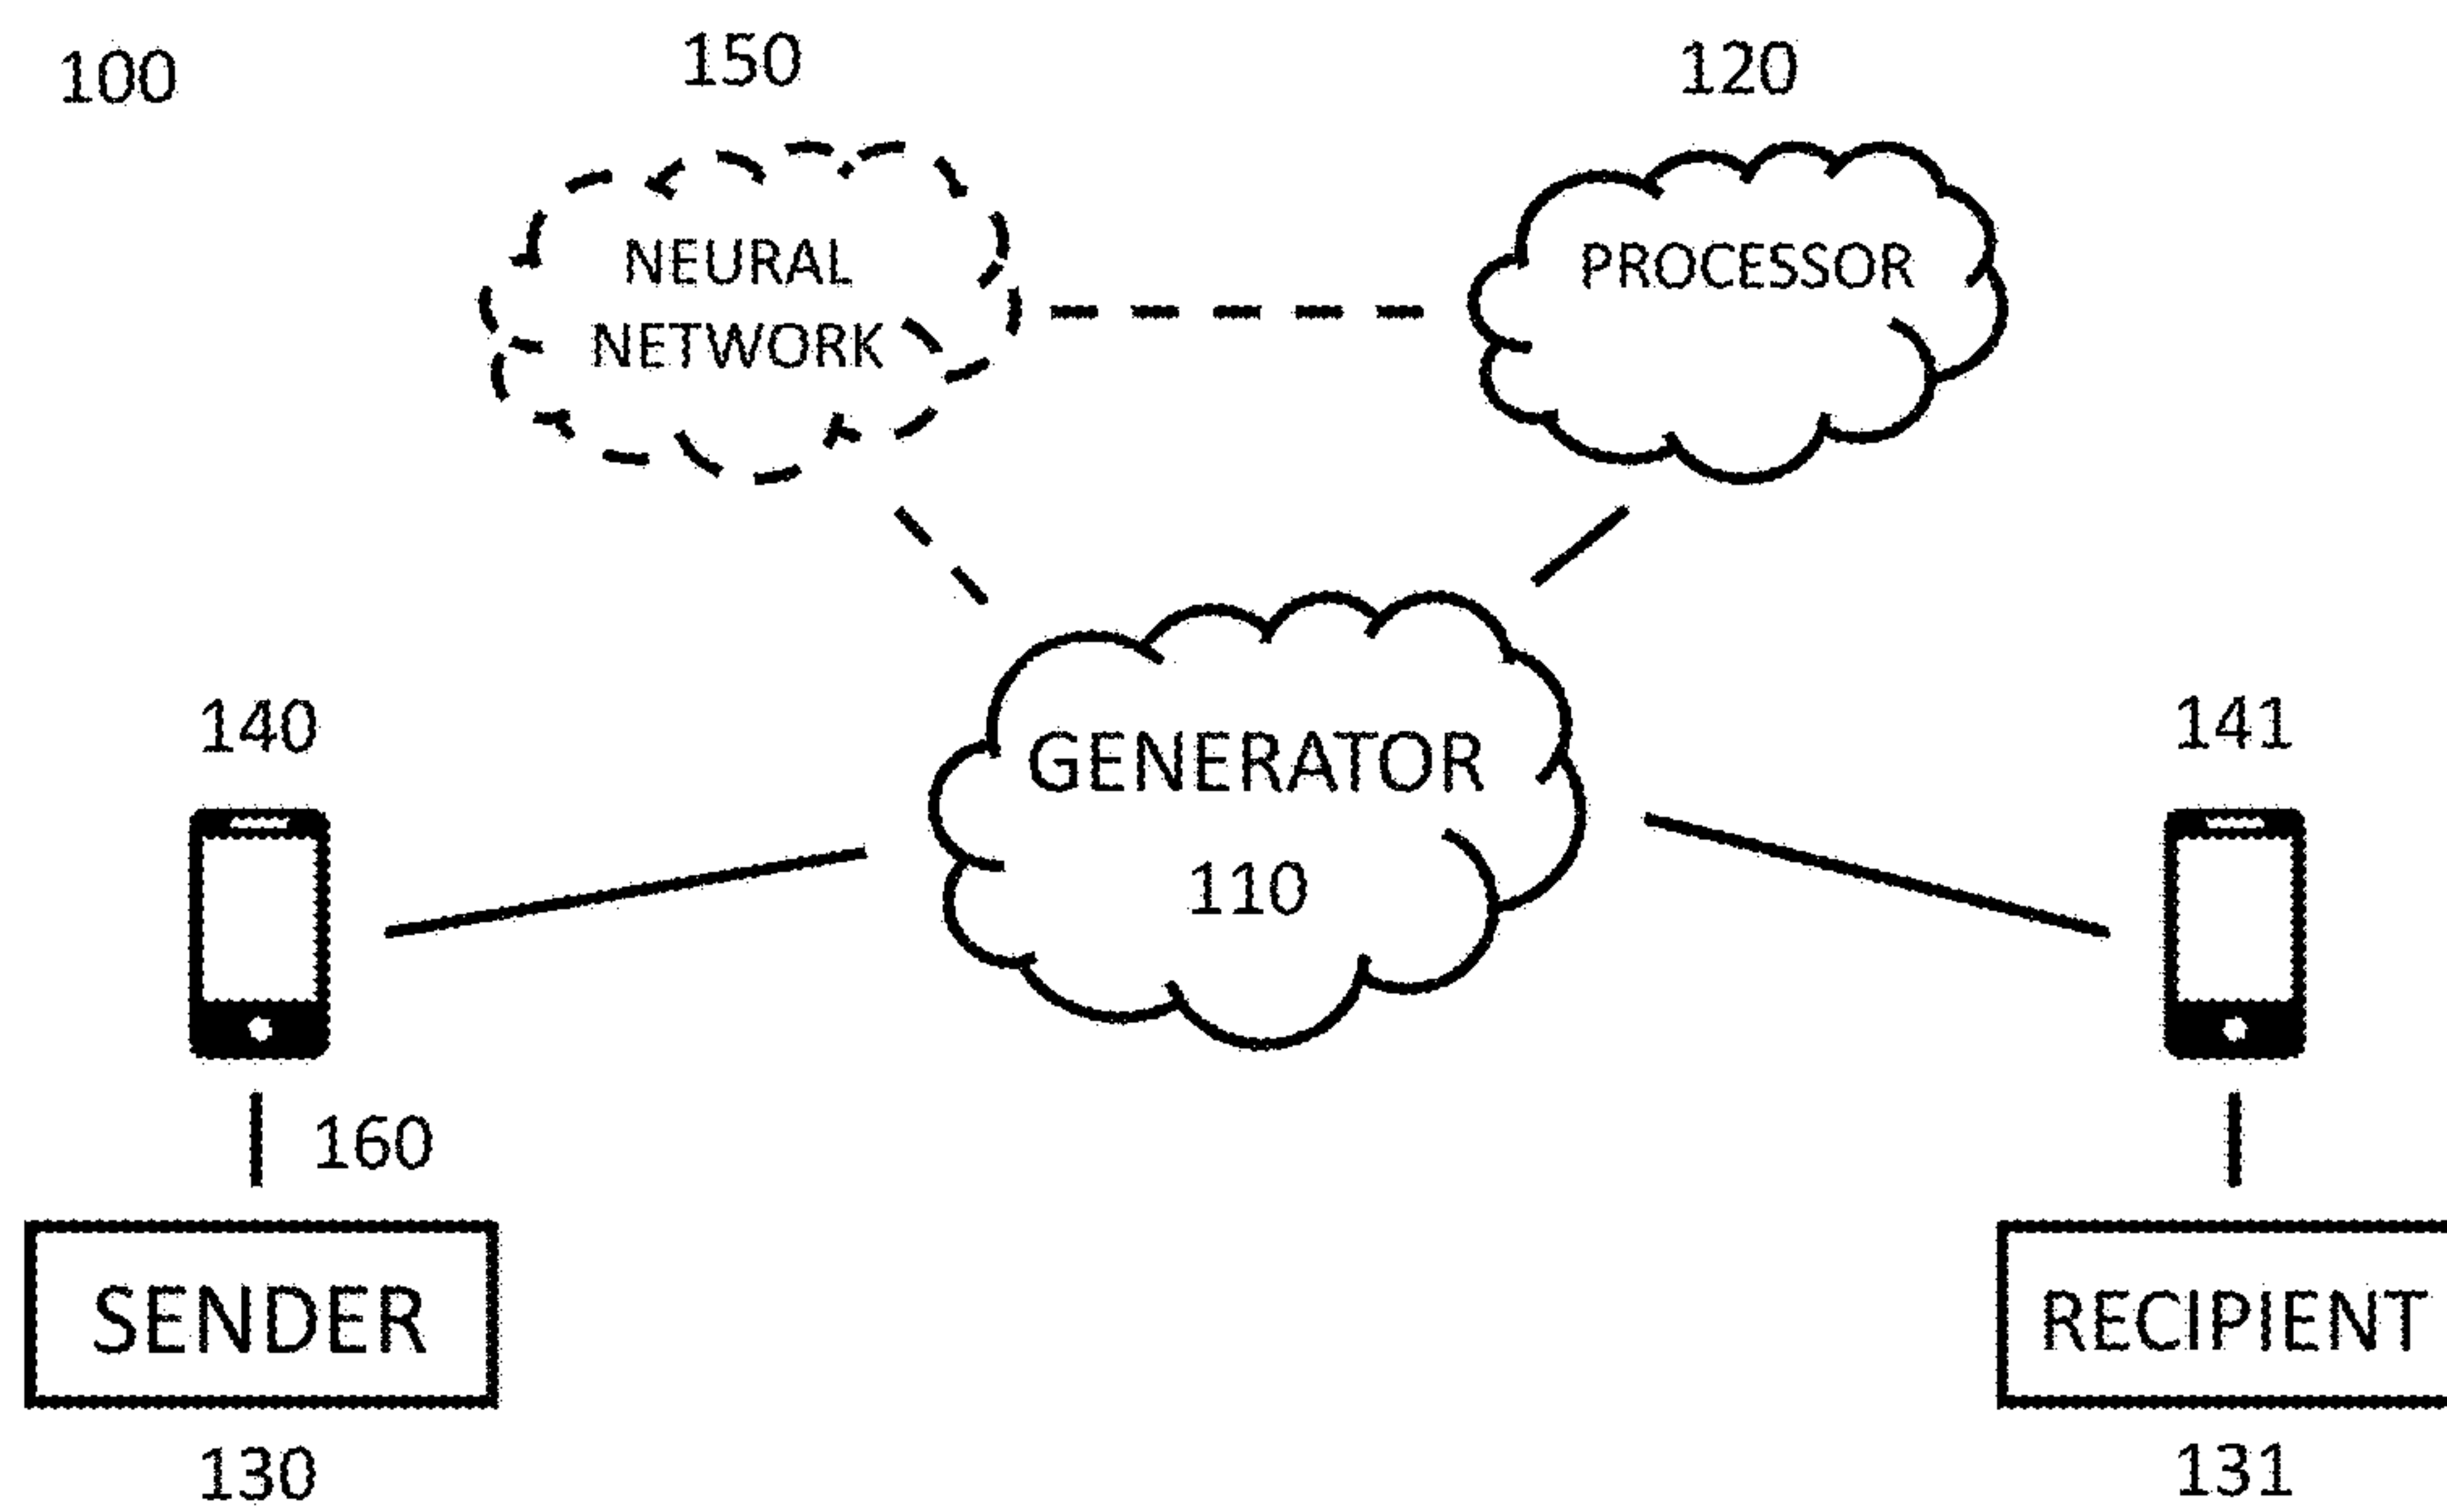 100
150
120
NEURAL
NETWORK
PROCESSOR
140
GENERATOR
110
141
160
SENDER
RECIPIENT
130
131